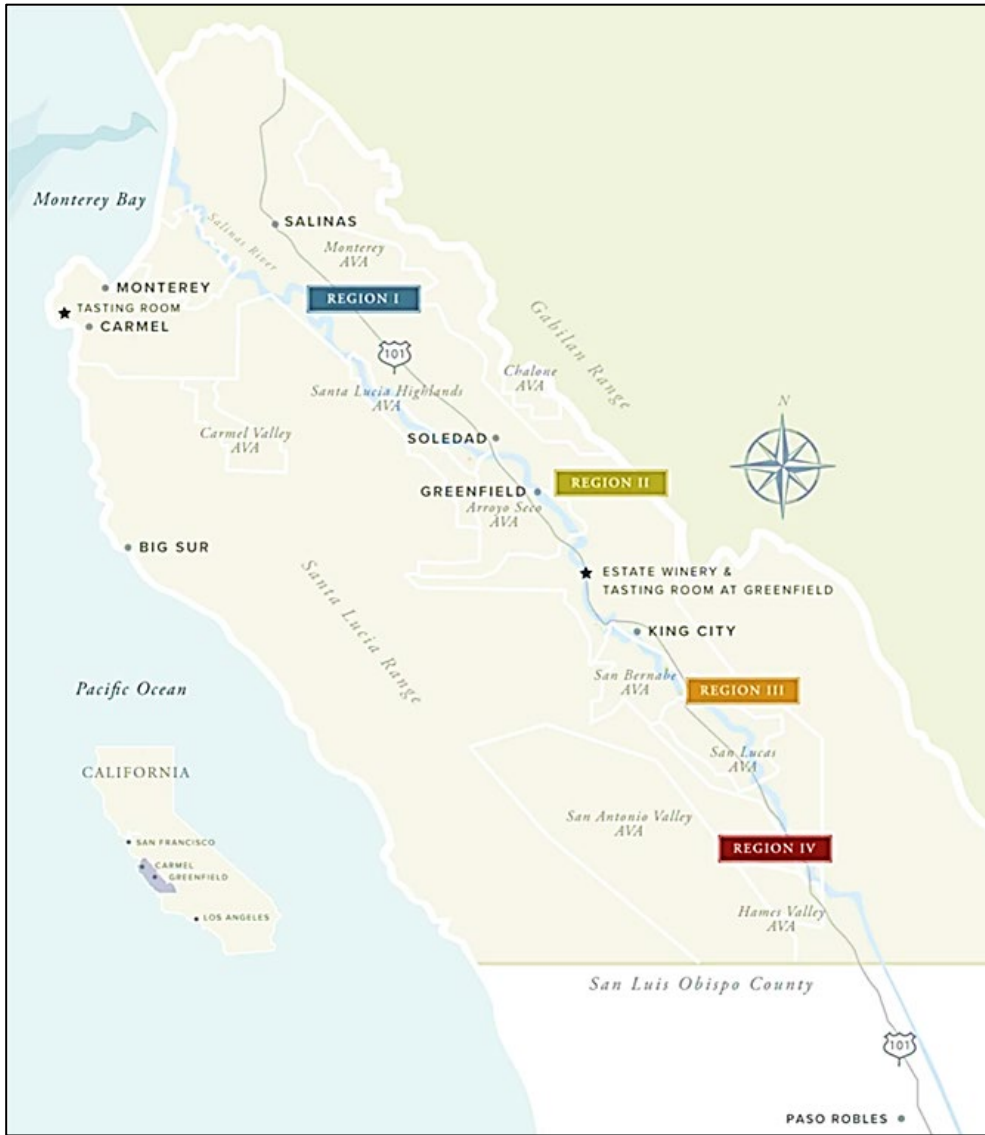 Monterey Bay
SALINAS
Salinas River
Monterey
AVA
MONTEREY
TASTING ROOM
CARMEL
REGION I
Gabilan Range
101
N
Chalone
AVA
Santa Lucia Highlands
AVA
Carmel Valley
AVA
SOLEDAD
GREENFIELD
REGION II
Arroyo Seco
AVA
BIG SUR
Santa Lucia Range
ESTATE WINERY &
TASTING ROOM AT GREENFIELD
KING CITY
San Bernabe
AVA
REGION III
Pacific Ocean
San Lucas
AVA
CALIFORNIA
SAN FRANCISCO
CARMEL
GREENFIELD
LOS ANGELES
San Antonio Valley
AVA
REGION IV
Hames Valley
AVA
San Luis Obispo County
101
PASO ROBLES